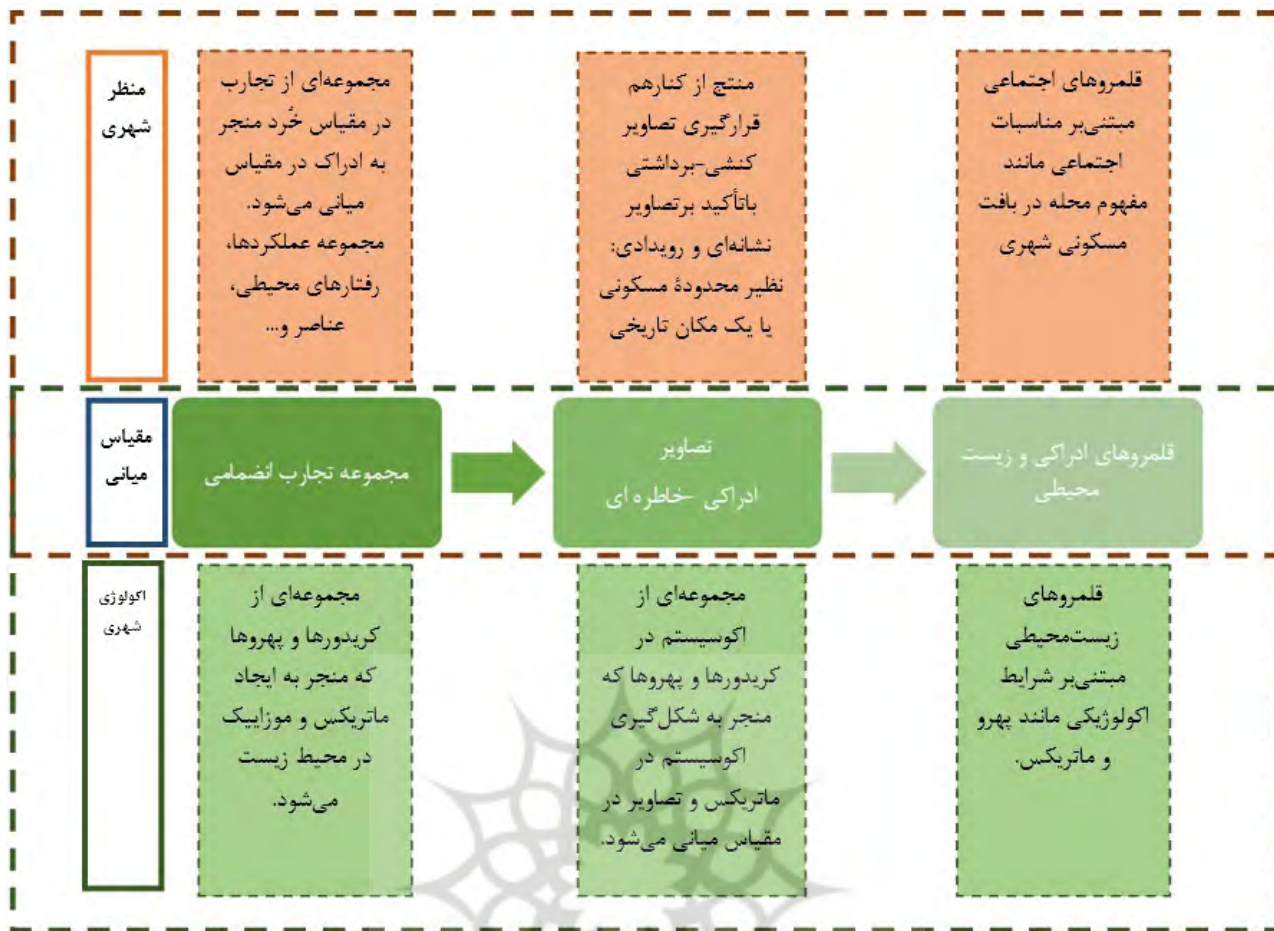 منظر
شهری
مجموعه‌ای از تجارب
در مقیاس خُرد منجر
به ادراک در مقیاس
میانی می‌شود.
مجموعه عملکردها،
رفتارهای محیطی،
عناصر و...
منتج از کنارهم
قرارگیری تصاویر
کنشی-برداشتی
باتأکید برتصاویر
نشانه‌ای و رویدادی:
نظیر محدودهٔ مسکونی
یا یک مکان تاریخی
قلمروهای اجتماعی
مبتنی‌بر مناسبات
اجتماعی مانند
مفهوم محله در بافت
مسکونی شهری
مقیاس
میانی
مجموعه تجارب انضمامی
تصاویر
ادراکی -خاطره ای
قلمروهای ادراکی و زیست
محیطی
اکولوژی
شهری
مجموعه‌ای از
کریدورها و پهروها
که منجر به ایجاد
ماتریکس و موزاییک
در محیط زیست
می‌شود.
مجموعه‌ای از
اکوسیستم در
کریدورها و پهروها که
منجر به شکل‌گیری
اکوسیستم در
ماتریکس و تصاویر در
مقیاس میانی می‌شود.
قلمروهای
زیست‌محیطی
مبتنی‌بر شرایط
اکولوژیکی مانند پهرو
و ماتریکس.